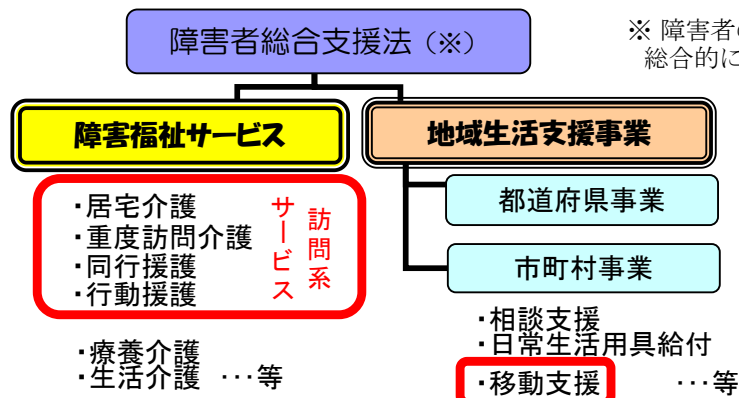 障害者総合支援法（※）
※ 障害者の
総合的に
障害福祉サービス
地域生活支援事業
・居宅介護
・重度訪問介護
・同行援護
・行動援護
訪問系
サービス
・療養介護
・生活介護 ･･･等
都道府県事業
市町村事業
・相談支援
・日常生活用具給付
・移動支援 ･･･等